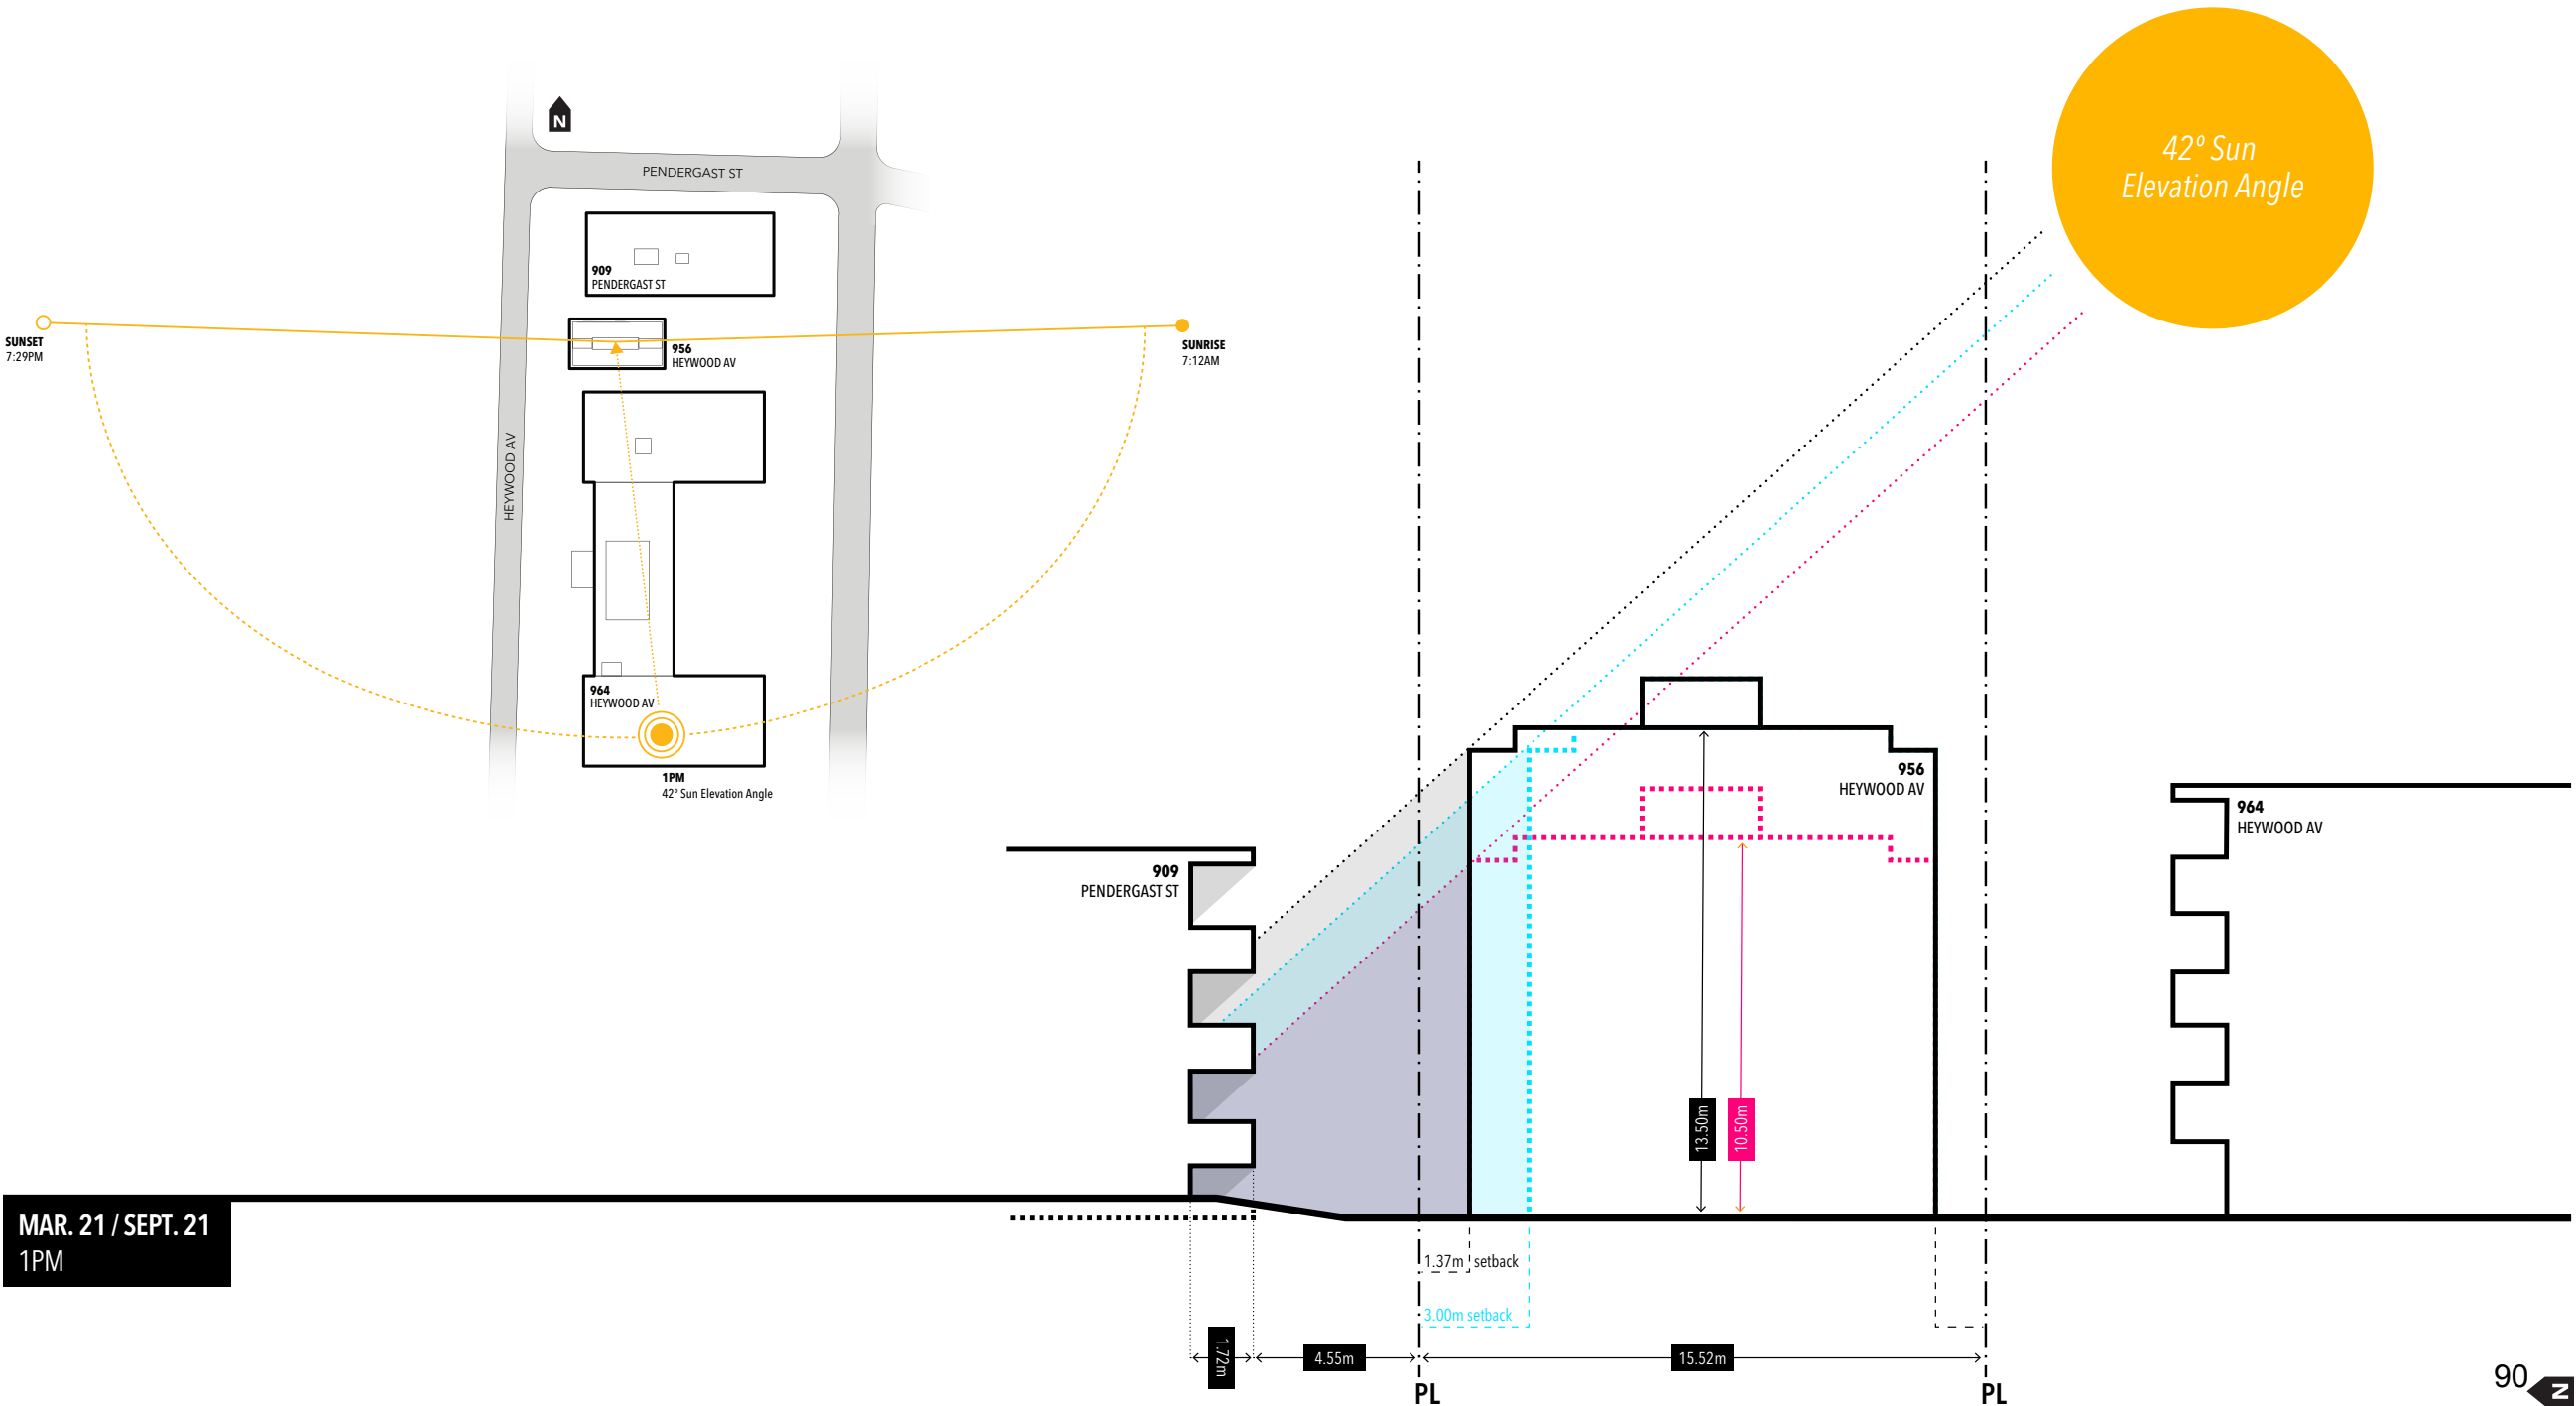 N
PENDERGAST ST
909
PENDERGAST ST
SUNSET
7:29PM
956
HEYWOOD AV
SUNRISE
7:12AM
HEYWOOD AV
964
HEYWOOD AV
1PM
42º Sun Elevation Angle
42º Sun
Elevation Angle
956
HEYWOOD AV
964
HEYWOOD AV
909
PENDERGAST ST
13.50m
10.50m
MAR. 21 / SEPT. 21
1PM
1.37m setback
3.00m setback
1.72m
4.55m
15.52m
PL
PL
90
N